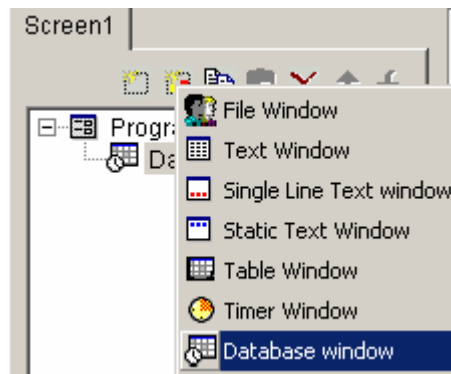 Screen1
File Window
Text Window
Single Line Text window
Static Text Window
Table Window
Timer Window
Database window